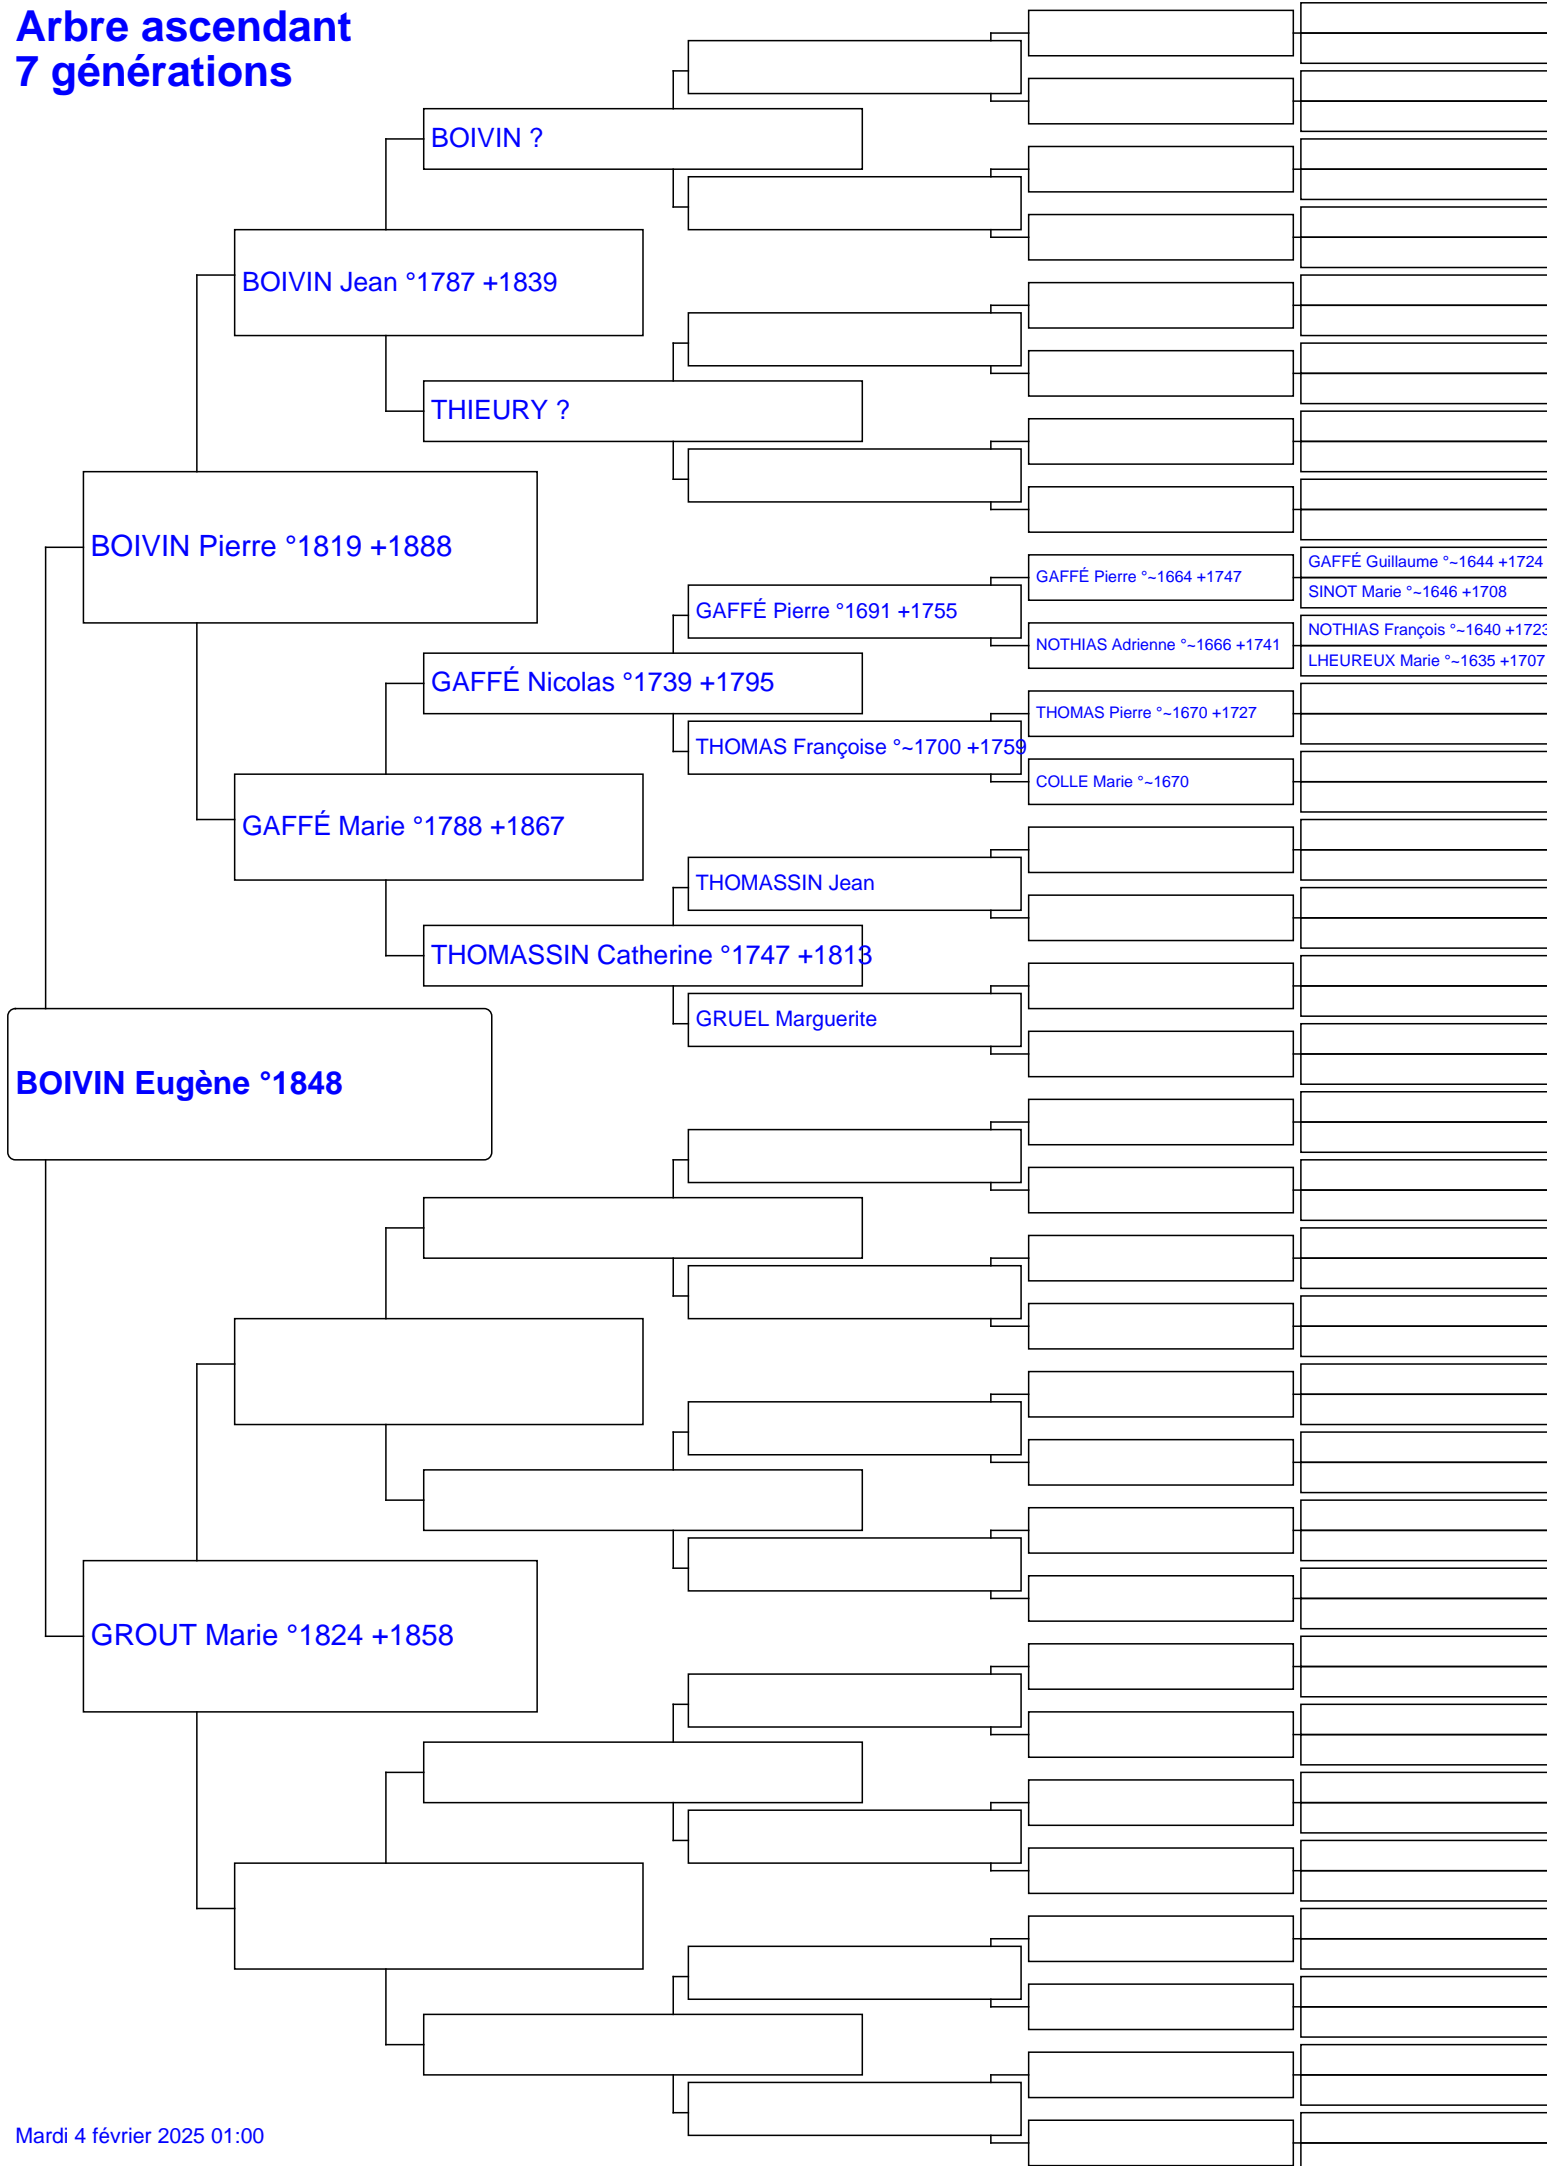 Arbre ascendant
7 générations
BOIVIN ?
BOIVIN Jean °1787 +1839
THIEURY ?
BOIVIN Pierre °1819 +1888
GAFFÉ Guillaume °~1644 +1724
GAFFÉ Pierre °~1664 +1747
SINOT Marie °~1646 +1708
GAFFÉ Pierre °1691 +1755
NOTHIAS François °~1640 +1723
NOTHIAS Adrienne °~1666 +1741
LHEUREUX Marie °~1635 +1707
GAFFÉ Nicolas °1739 +1795
THOMAS Pierre °~1670 +1727
THOMAS Françoise °~1700 +1759
COLLE Marie °~1670
GAFFÉ Marie °1788 +1867
THOMASSIN Jean
THOMASSIN Catherine °1747 +1813
GRUEL Marguerite
BOIVIN Eugène °1848
GROUT Marie °1824 +1858
Mardi 4 février 2025 01:00